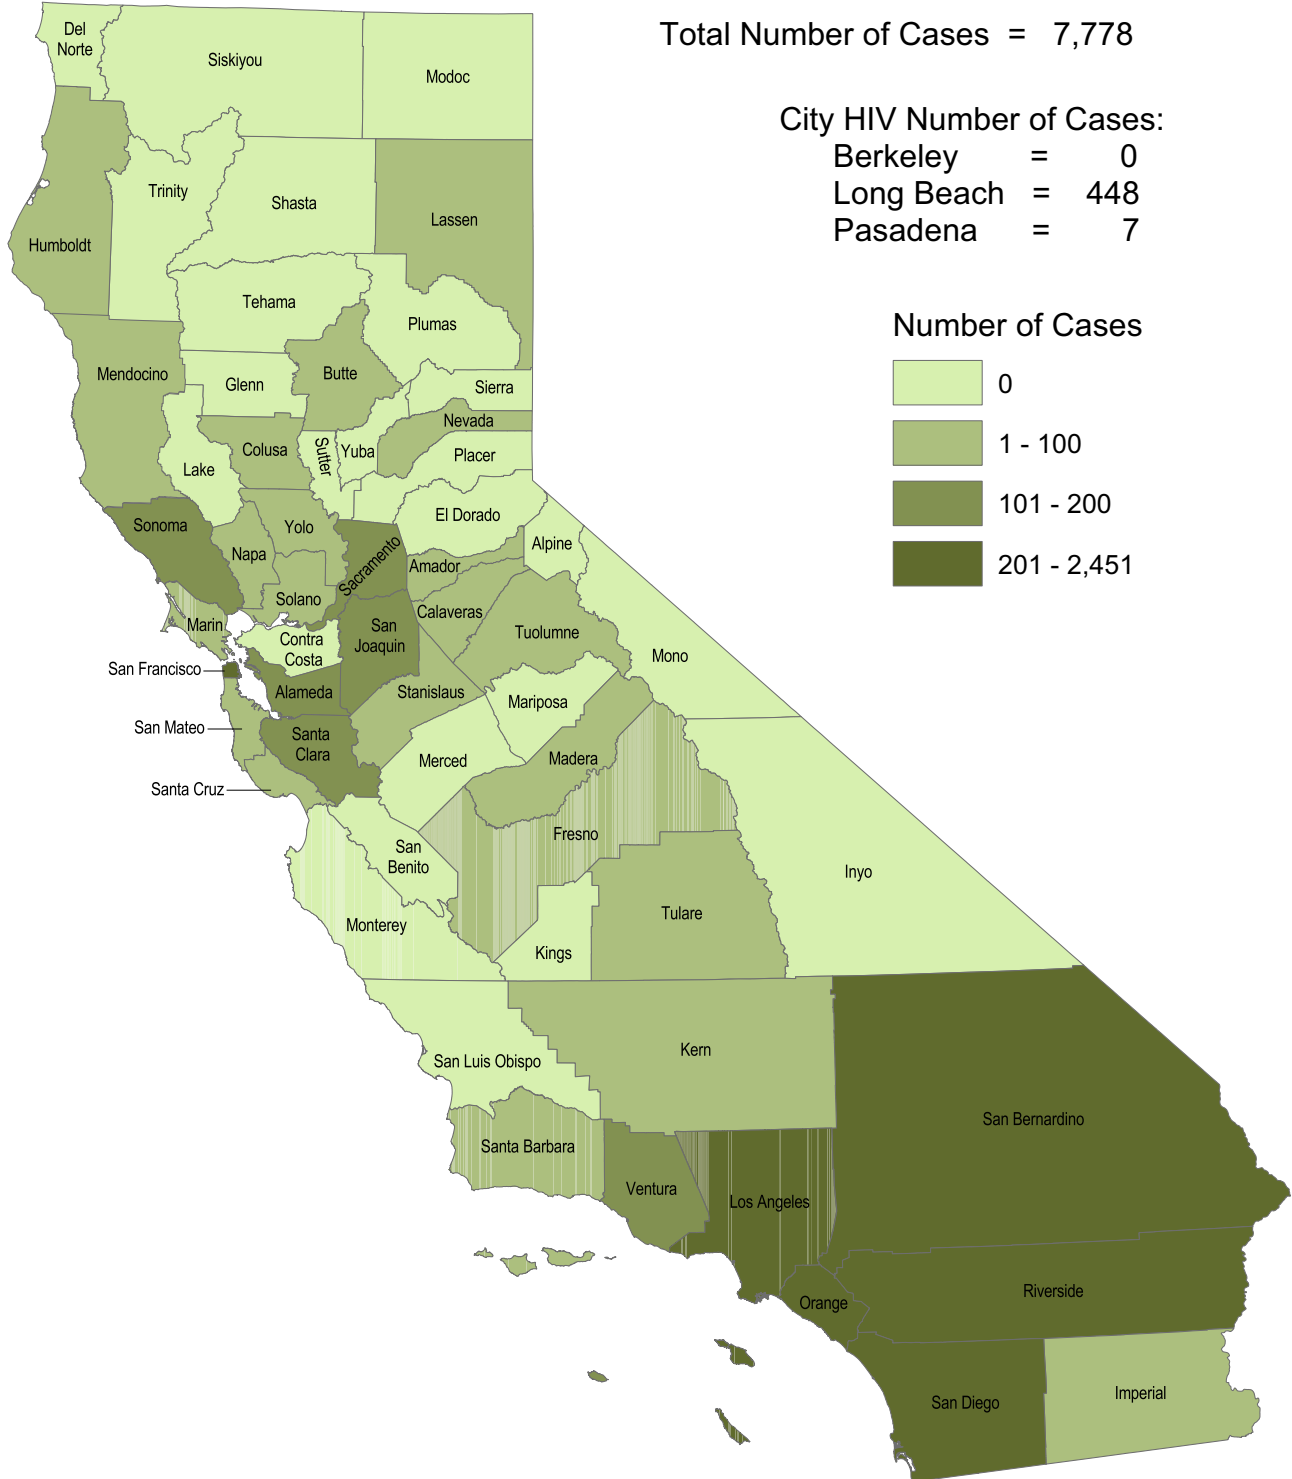 Total Number of Cases = 7,778
City HIV Number of Cases:
Berkeley = 0
Long Beach = 448
Pasadena = 7
Number of Cases
0
1 - 100
101 - 200
201 - 2,451
Del
Norte
Siskiyou
Modoc
Trinity
Shasta
Lassen
Humboldt
Tehama
Plumas
Mendocino
Glenn
Butte
Sierra
Nevada
Colusa
Sutter
Yuba
Placer
Lake
El Dorado
Sonoma
Yolo
Napa
Sacramento
Alpine
Amador
Solano
Calaveras
Marin
San
Joaquin
Tuolumne
Contra
Costa
Mono
San Francisco
Alameda
Stanislaus
Mariposa
San Mateo
Santa
Clara
Merced
Madera
Santa Cruz
Fresno
San
Benito
Inyo
Monterey
Tulare
Kings
Kern
San Luis Obispo
San Bernardino
Santa Barbara
Ventura
Los Angeles
Riverside
Orange
Imperial
San Diego